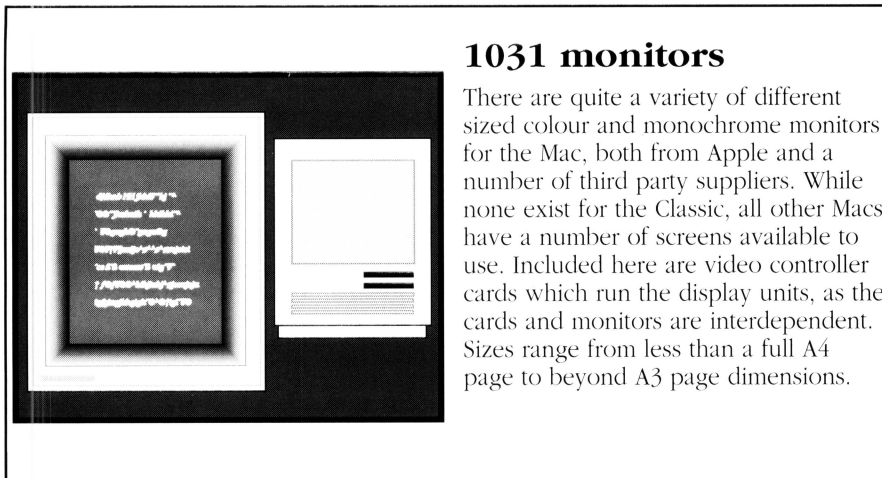 1031 monitors
There are quite a variety of different
sized colour and monochrome monitors
for the Mac, both from Apple and a
number of third party suppliers. While
none exist for the Classic, all other Macs
have a number of screens available to
use. Included here are video controller
cards which run the display units, as the
cards and monitors are interdependent.
Sizes range from less than a full A4
page to beyond A3 page dimensions.